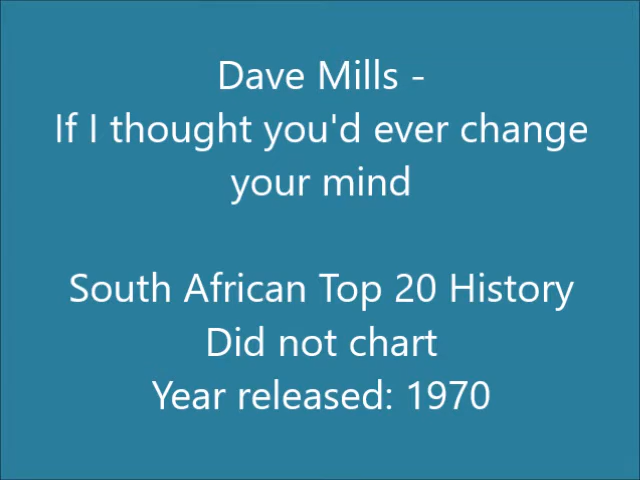 Dave Mills -
If I thought you'd ever change
your mind
South African Top 20 History
Did not chart
Year released: 1970